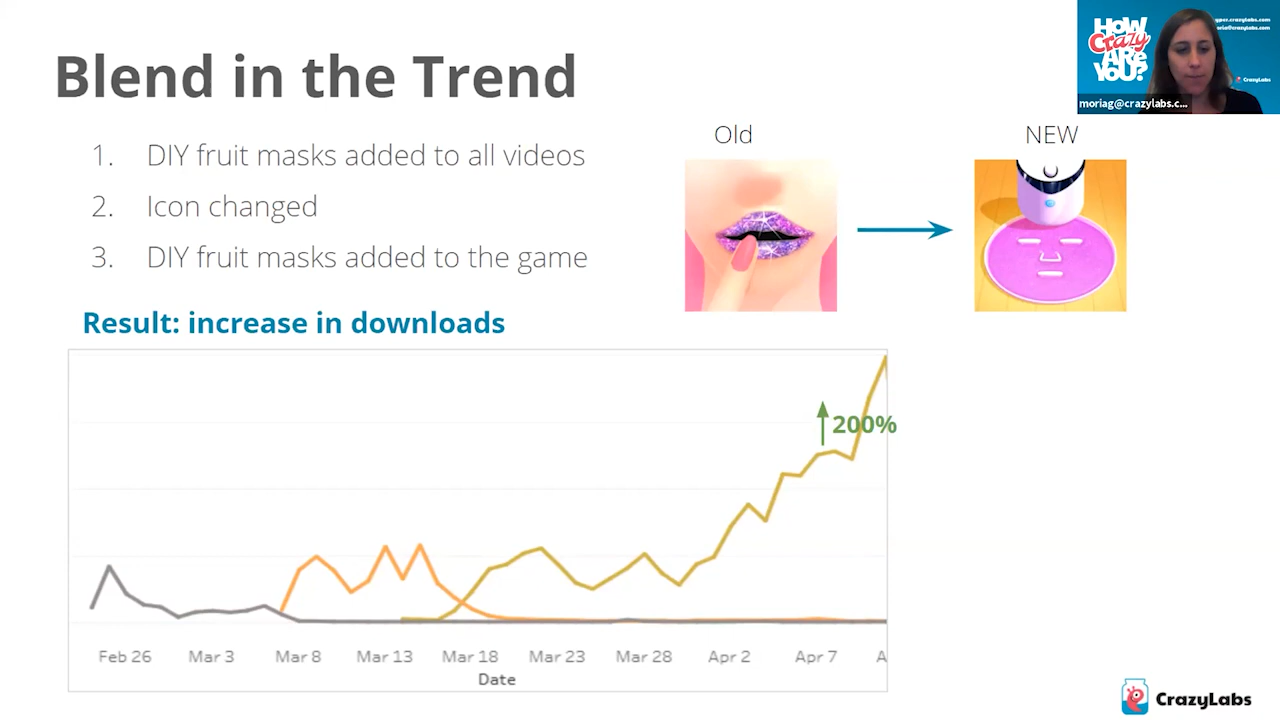 Blend in the Trend
1. DIY fruit masks added to all videos
2. Icon changed
3. DIY fruit masks added to the game
Result: increase in downloads
Old
NEW
200%
Feb 26 Mar 3 Mar 8 Mar 13 Mar 18 Mar 23 Mar 28 Apr 2 Apr 7 A
Date
HOW
Crazy
ARE
YOU?
CrazyLabs
moriag@crazylabs.c...
CrazyLabs